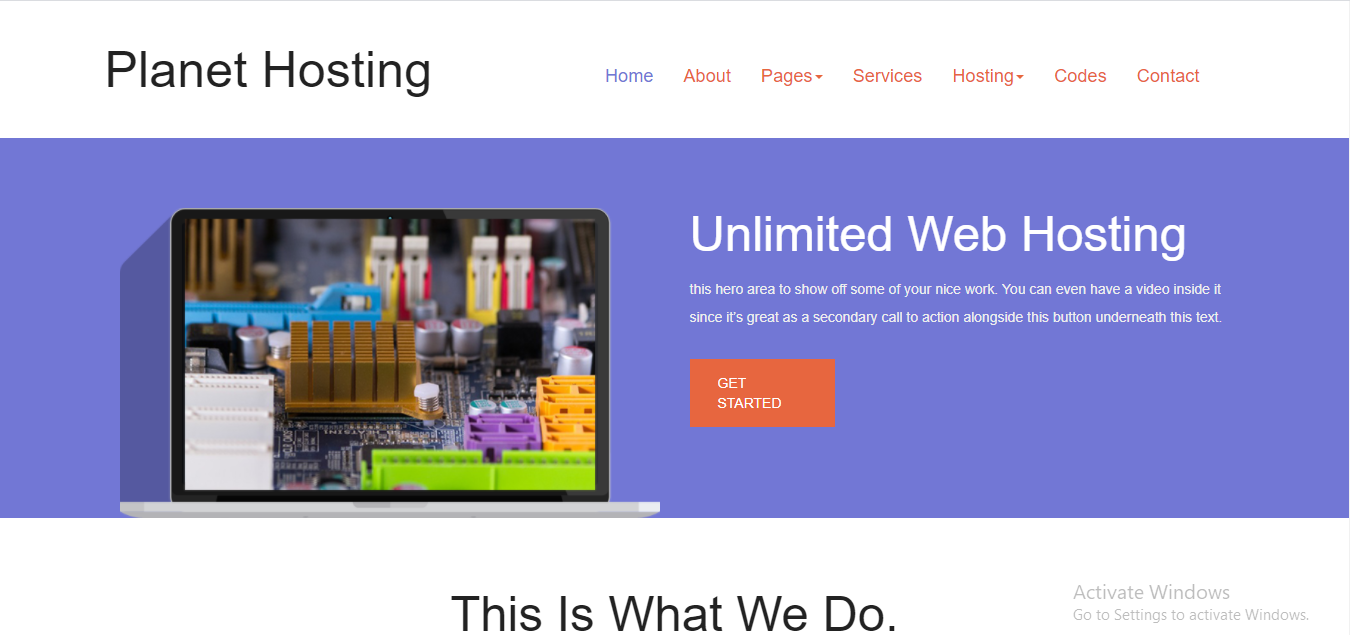 Planet Hosting
Home About Pages Services Hosting Codes Contact
Unlimited Web Hosting
this hero area to show off some of your nice work. You can even have a video inside it
since it's great as a secondary call to action alongside this button underneath this text.
GET
STARTED
This Is What We Do.
Activate Windows
Go to Settings to activate Windows.